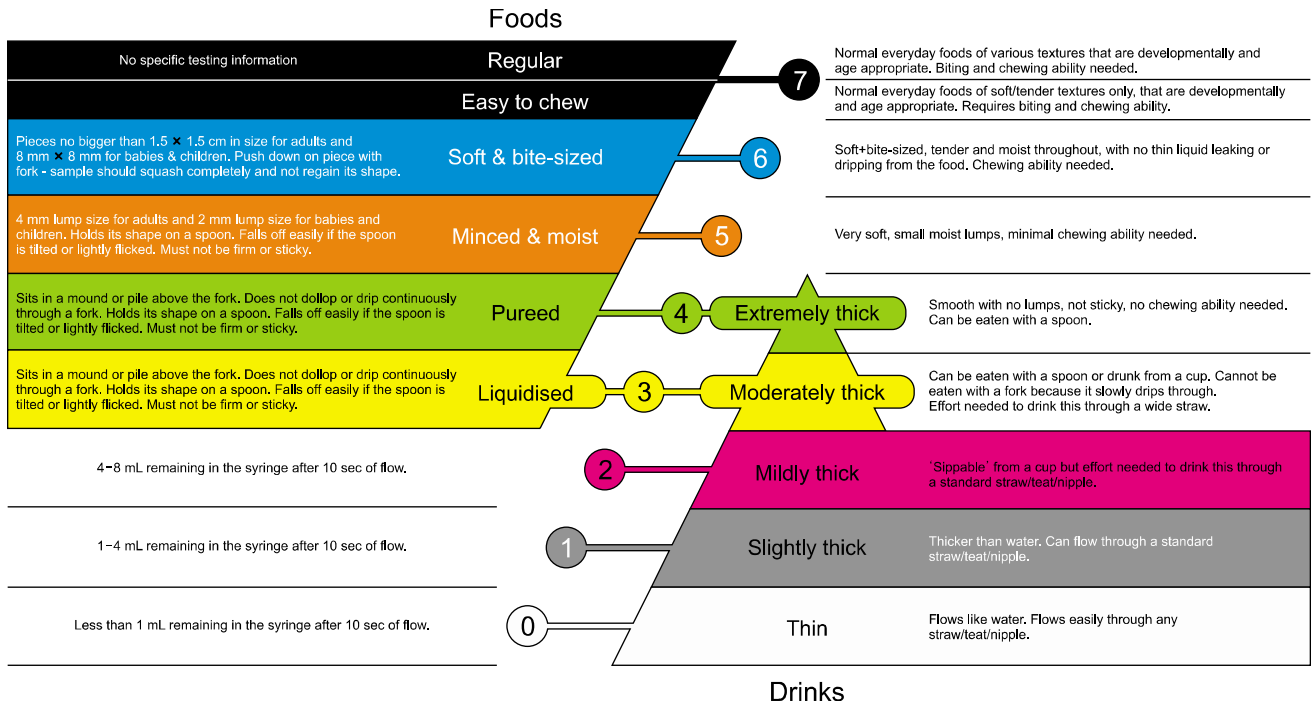 Foods
No specific testing information
Regular
7
Normal everyday foods of various textures that are developmentally and
age appropriate. Biting and chewing ability needed.
Easy to chew
Normal everyday foods of soft/tender textures only, that are developmentally
and age appropriate. Requires biting and chewing ability.
Pieces no bigger than 1.5 × 1.5 cm in size for adults and
8 mm × 8 mm for babies & children. Push down on piece with
fork - sample should squash completely and not regain its shape.
Soft & bite-sized
6
Soft+bite-sized, tender and moist throughout, with no thin liquid leaking or
dripping from the food. Chewing ability needed.
4 mm lump size for adults and 2 mm lump size for babies and
children. Holds its shape on a spoon. Falls off easily if the spoon
is tilted or lightly flicked. Must not be firm or sticky.
Minced & moist
5
Very soft, small moist lumps, minimal chewing ability needed.
Sits in a mound or pile above the fork. Does not dollop or drip continuously
through a fork. Holds its shape on a spoon. Falls off easily if the spoon is
tilted or lightly flicked. Must not be firm or sticky.
Pureed
4
Extremely thick
Smooth with no lumps, not sticky, no chewing ability needed.
Can be eaten with a spoon.
Sits in a mound or pile above the fork. Does not dollop or drip continuously
through a fork. Holds its shape on a spoon. Falls off easily if the spoon is
tilted or lightly flicked. Must not be firm or sticky.
Liquidised
3
Moderately thick
Can be eaten with a spoon or drunk from a cup. Cannot be
eaten with a fork because it slowly drips through.
Effort needed to drink this through a wide straw.
4–8 mL remaining in the syringe after 10 sec of flow.
2
Mildly thick
'Sippable' from a cup but effort needed to drink this through
a standard straw/teat/nipple.
1–4 mL remaining in the syringe after 10 sec of flow.
1
Slightly thick
Thicker than water. Can flow through a standard
straw/teat/nipple.
Less than 1 mL remaining in the syringe after 10 sec of flow.
0
Thin
Flows like water. Flows easily through any
straw/teat/nipple.
Drinks